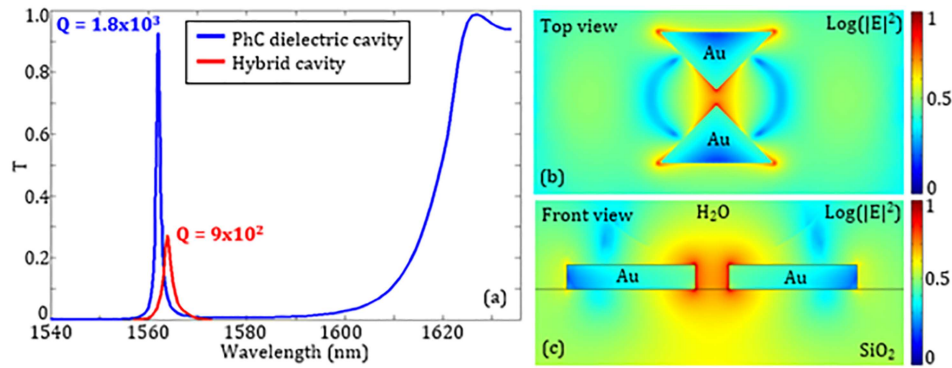 Q = 1.8x10³
PhC dielectric cavity
Hybrid cavity
Q = 9x10²
(a)
T
1.0
0.8
0.6
0.4
0.2
0
1540
1560
1580
1600
1620
Wavelength (nm)
Top view
Log(|E|²)
Au
Au
(b)
1
0.5
0
Front view
H₂O
Log(|E|²)
Au
Au
(c)
SiO₂
1
0.5
0